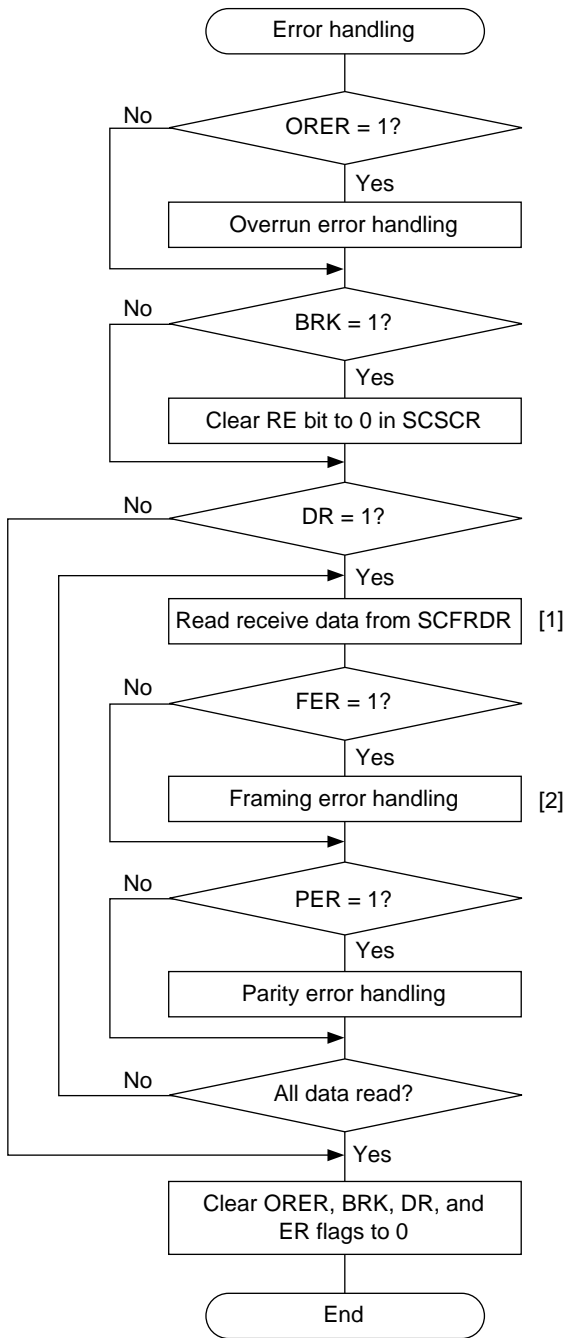 Error handling
No
ORER = 1?
Yes
Overrun error handling
No
BRK = 1?
Yes
Clear RE bit to 0 in SCSCR
No
DR = 1?
Yes
Read receive data from SCFRDR [1]
No
FER = 1?
Yes
Framing error handling [2]
No
PER = 1?
Yes
Parity error handling
No
All data read?
Yes
Clear ORER, BRK, DR, and
ER flags to 0
End